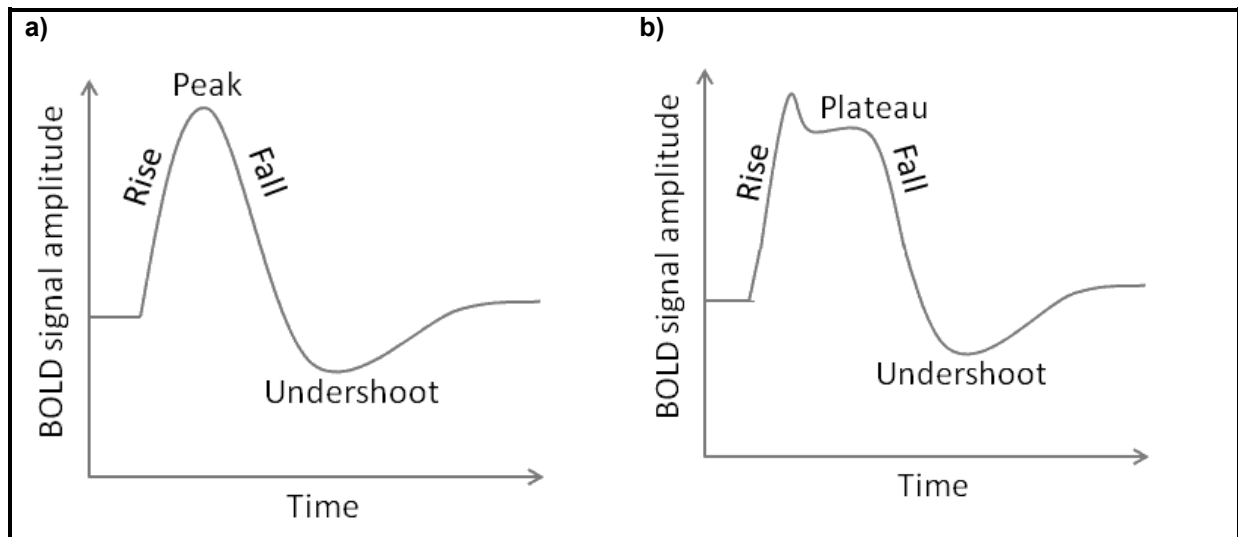 a)
Peak
Rise
Fall
Undershoot
BOLD signal amplitude
Time
b)
Plateau
Rise
Fall
Undershoot
BOLD signal amplitude
Time